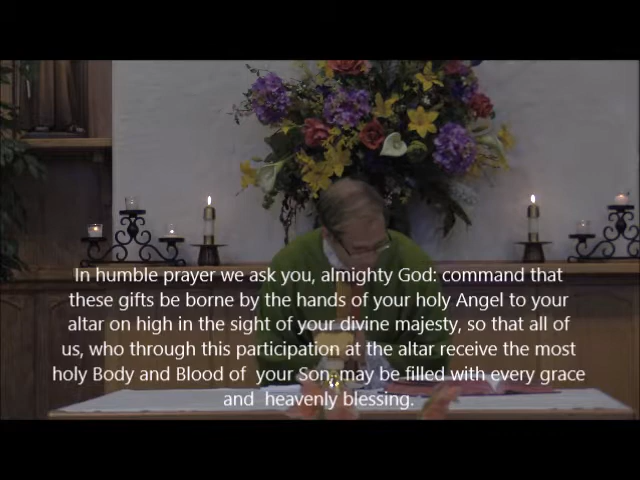 In humble prayer we ask you, almighty God: command that
these gifts be borne by the hands of your holy Angel to your
altar on high in the sight of your divine majesty, so that all of
us, who through this participation at the altar receive the most
holy Body and Blood of  your Son, may be filled with every grace
and  heavenly blessing.